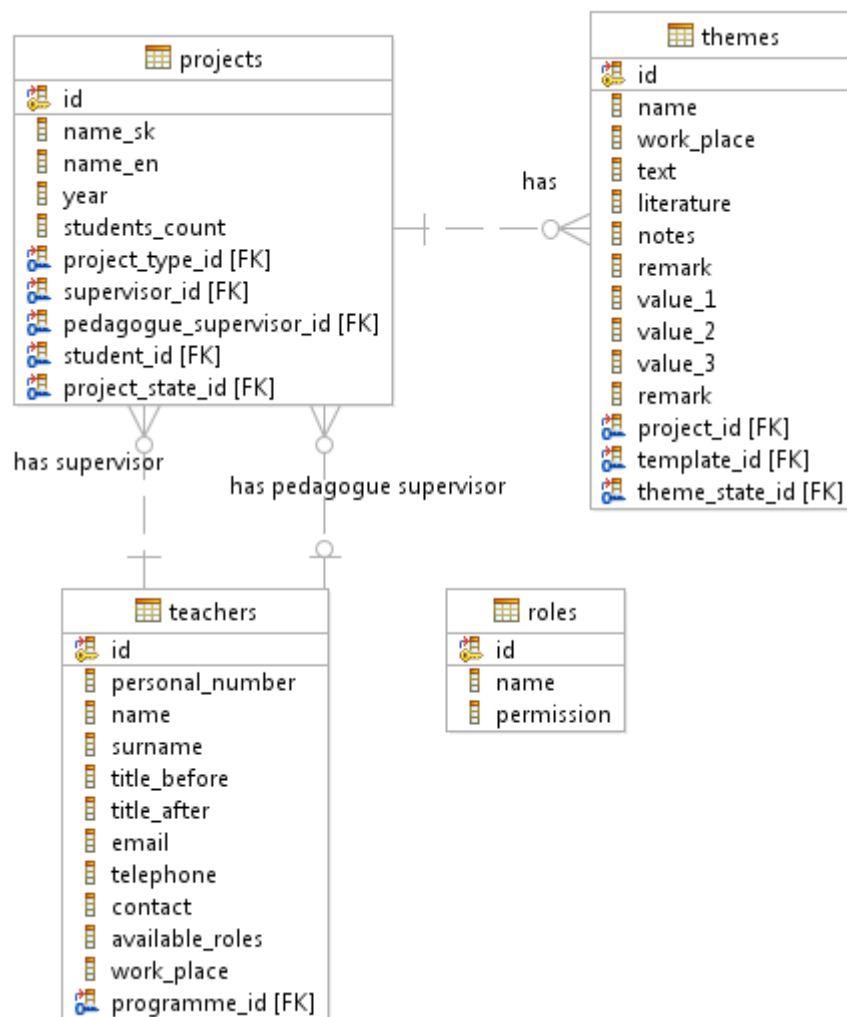 projects
id
name_sk
name_en
year
students_count
project_type_id [FK]
supervisor_id [FK]
pedagogue_supervisor_id [FK]
student_id [FK]
project_state_id [FK]
has
themes
id
name
work_place
text
literature
notes
remark
value_1
value_2
value_3
remark
project_id [FK]
template_id [FK]
theme_state_id [FK]
has supervisor
has pedagogue supervisor
teachers
id
personal_number
name
surname
title_before
title_after
email
telephone
contact
available_roles
work_place
programme_id [FK]
roles
id
name
permission